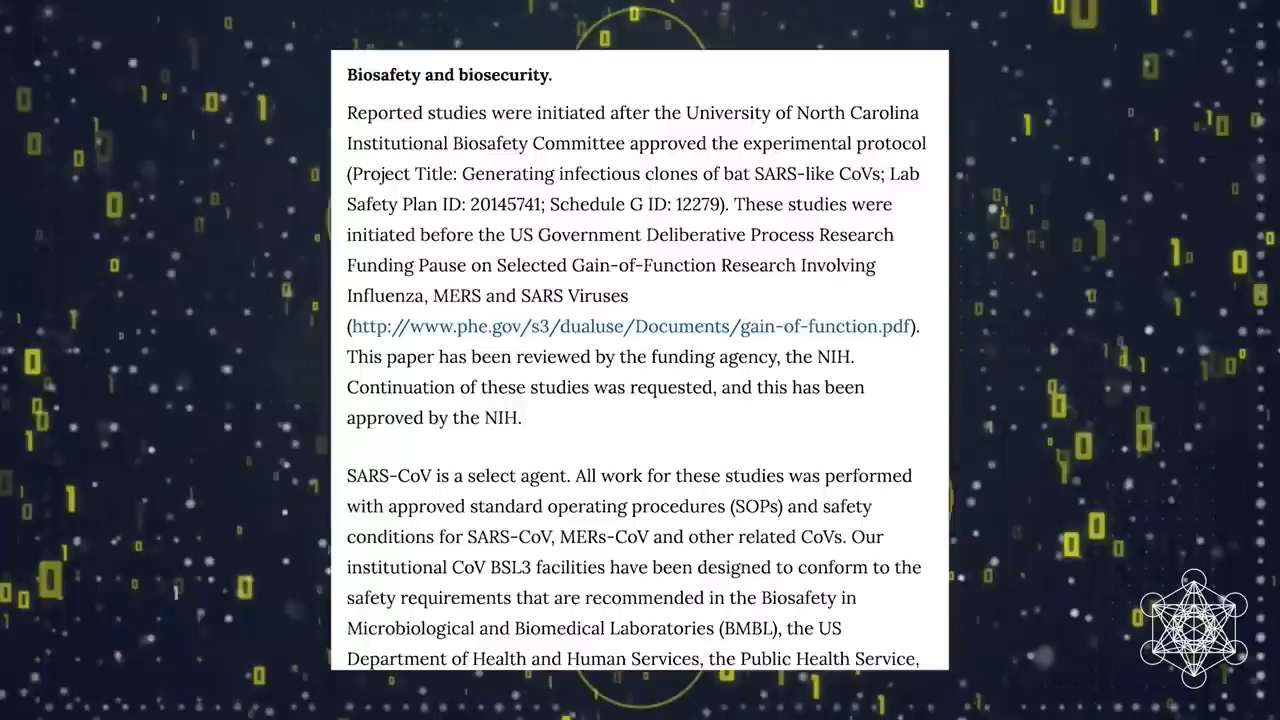 Biosafety and biosecurity.
Reported studies were initiated after the University of North Carolina
Institutional Biosafety Committee approved the experimental protocol
(Project Title: Generating infectious clones of bat SARS-like CoVs; Lab
Safety Plan ID: 20145741; Schedule G ID: 12279). These studies were
initiated before the US Government Deliberative Process Research
Funding Pause on Selected Gain-of-Function Research Involving
Influenza, MERS and SARS Viruses
(http://www.phe.gov/s3/dualuse/Documents/gain-of-function.pdf).
This paper has been reviewed by the funding agency, the NIH.
Continuation of these studies was requested, and this has been
approved by the NIH.
SARS-CoV is a select agent. All work for these studies was performed
with approved standard operating procedures (SOPs) and safety
conditions for SARS-CoV, MERs-CoV and other related CoVs. Our
institutional CoV BSL3 facilities have been designed to conform to the
safety requirements that are recommended in the Biosafety in
Microbiological and Biomedical Laboratories (BMBL), the US
Department of Health and Human Services, the Public Health Service,